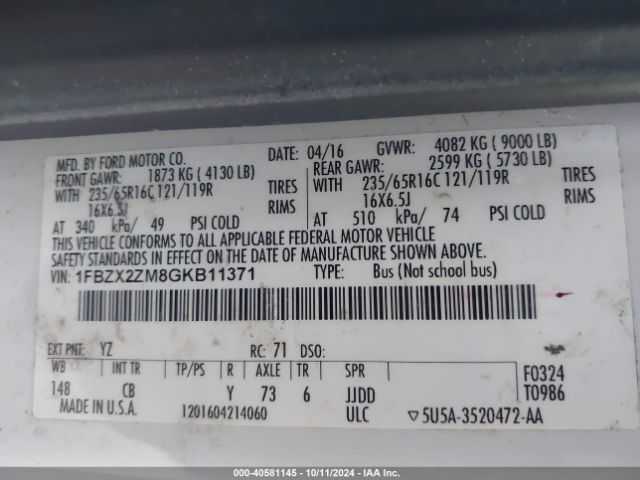 MFD. BY FORD MOTOR CO.
DATE: 04/16
GVWR: 4082 KG ( 9000 LB)
FRONT GAWR: 1873 KG ( 4130 LB)
REAR GAWR: 2599 KG ( 5730 LB)
WITH 235/65R16C 121/119R TIRES
WITH 235/65R16C 121/119R TIRES
16X6.5J RIMS
16X6.5J RIMS
AT 340 kPa/ 49 PSI COLD
AT 510 kPa/ 74 PSI COLD
THIS VEHICLE CONFORMS TO ALL APPLICABLE FEDERAL MOTOR VEHICLE
SAFETY STANDARDS IN EFFECT ON THE DATE OF MANUFACTURE SHOWN ABOVE.
VIN: 1FBZX2ZM8GKB11371
TYPE: Bus (Not School bus)
EXT PNT: YZ RC: 71 DSO:
WB INT TR TP/PS R AXLE TR SPR
148 CB Y 73 6 JJDD
F0324
T0986
MADE IN U.S.A. 1201604214060 ULC ▽5U5A-3520472-AA
000-40581145 - 10/11/2024 - IAA Inc.